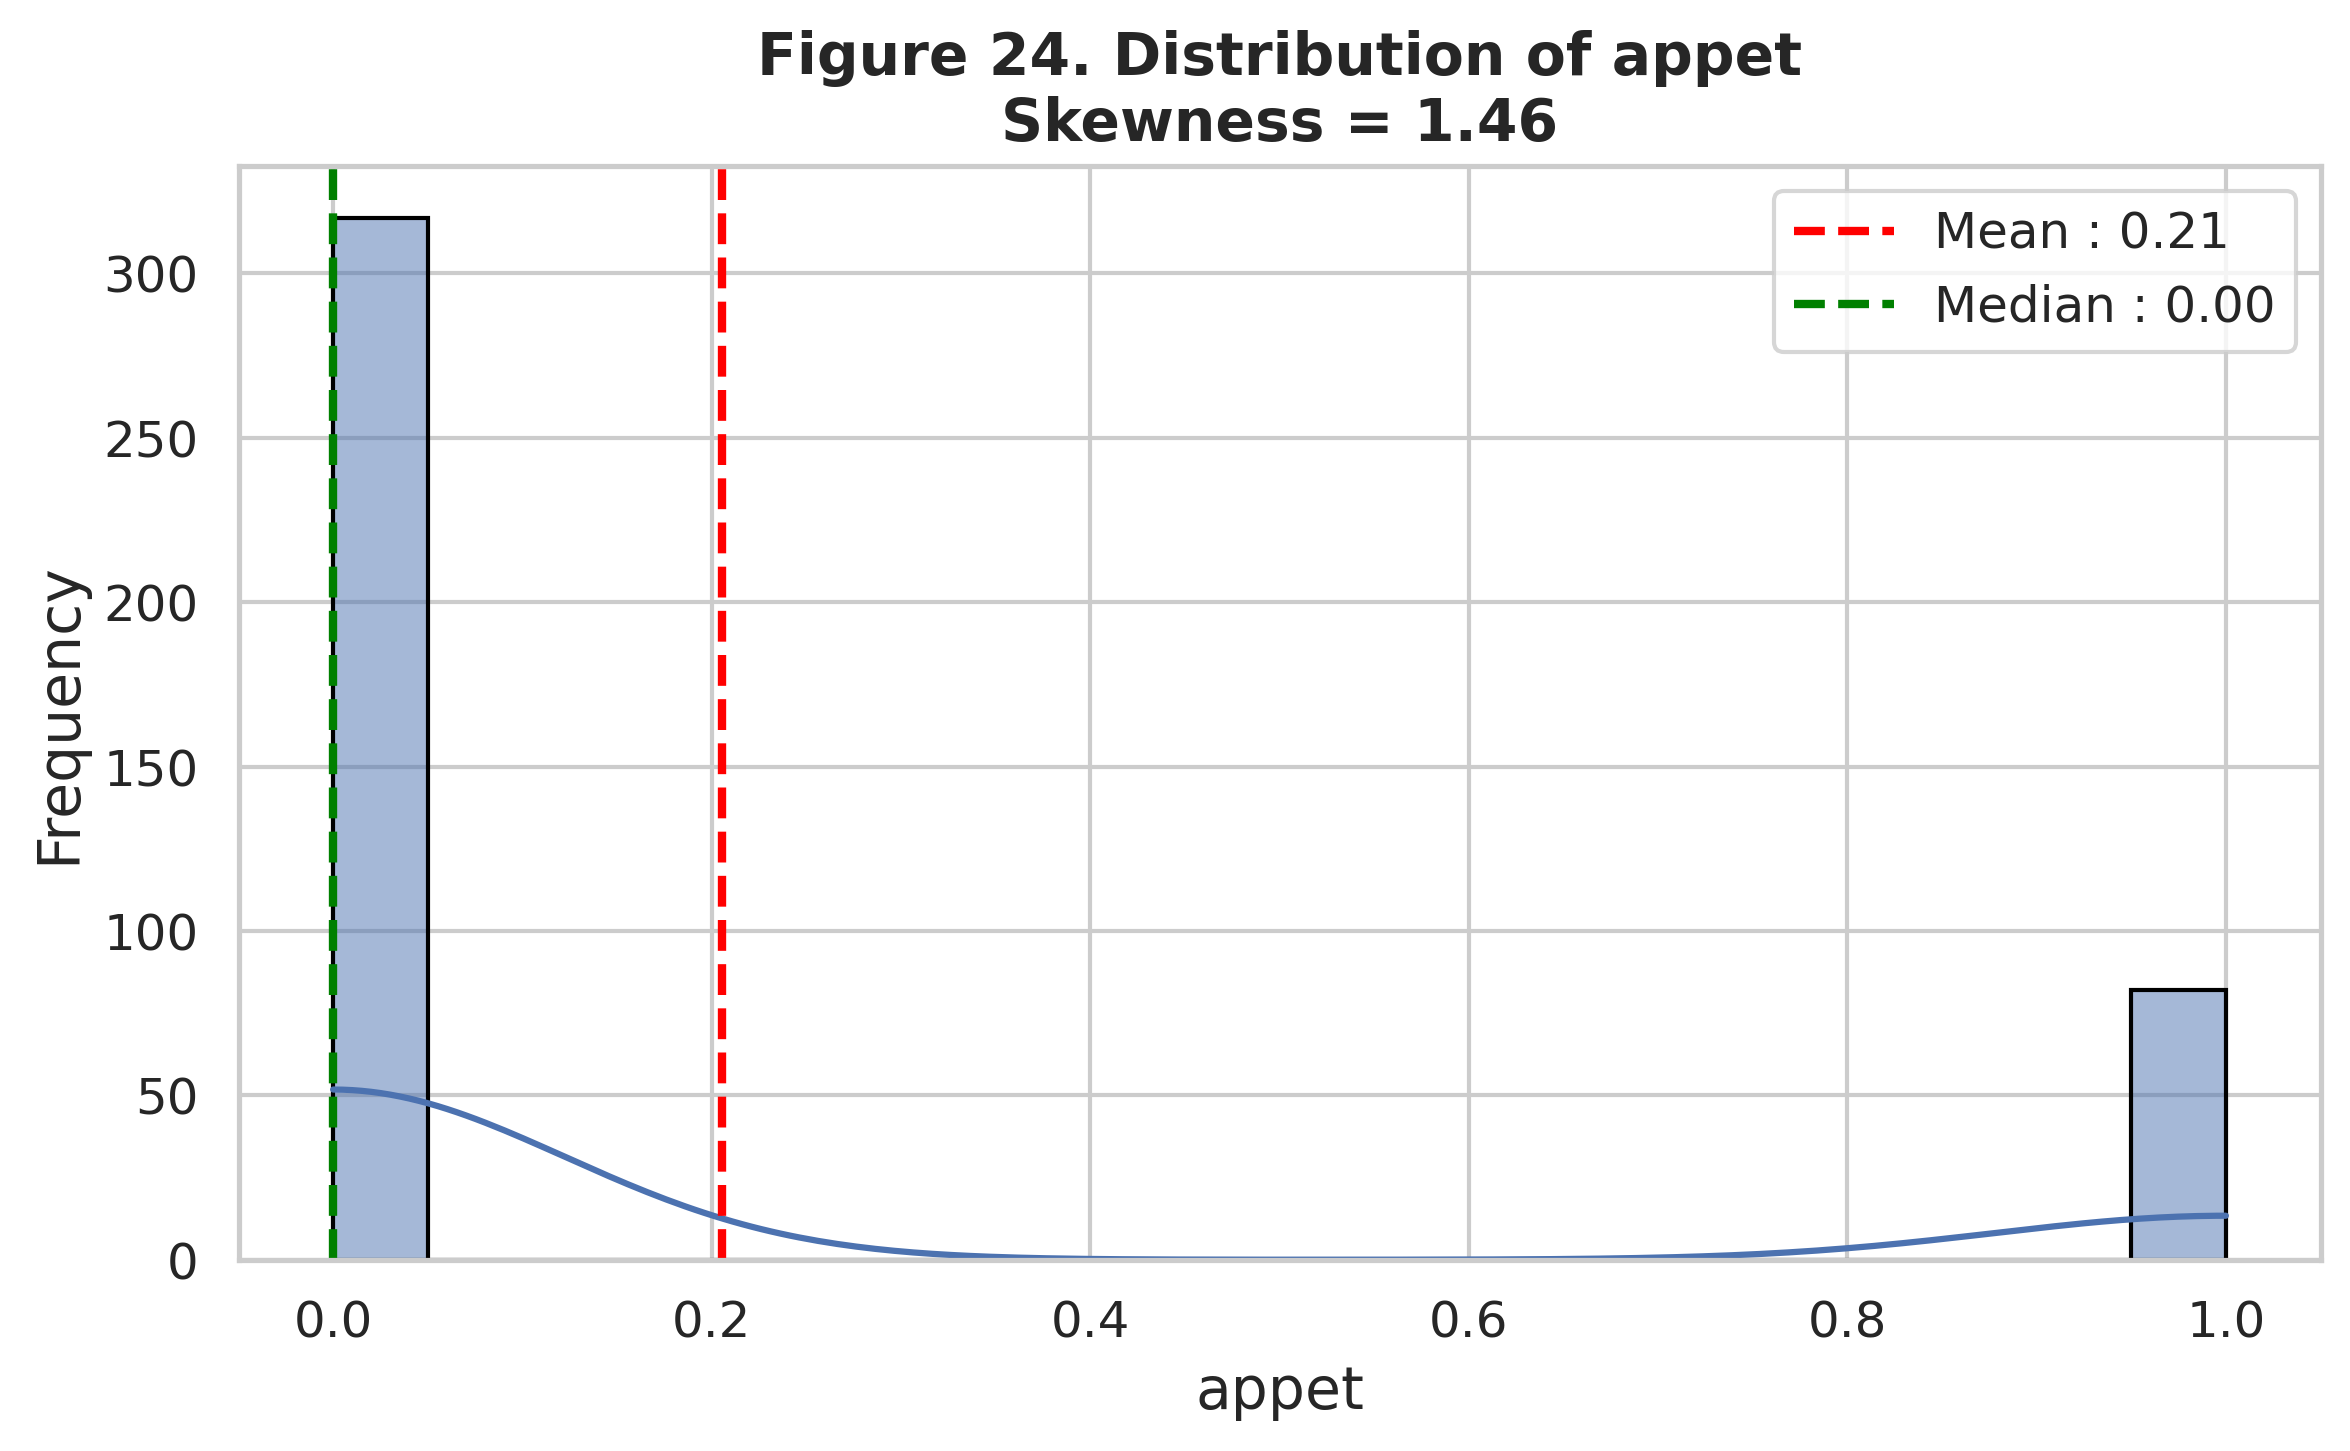 Figure 24. Distribution of appet
Skewness = 1.46
Mean : 0.21
Median : 0.00
Frequency
300
250
200
150
100
50
0
0.0 0.2 0.4 0.6 0.8 1.0
appet